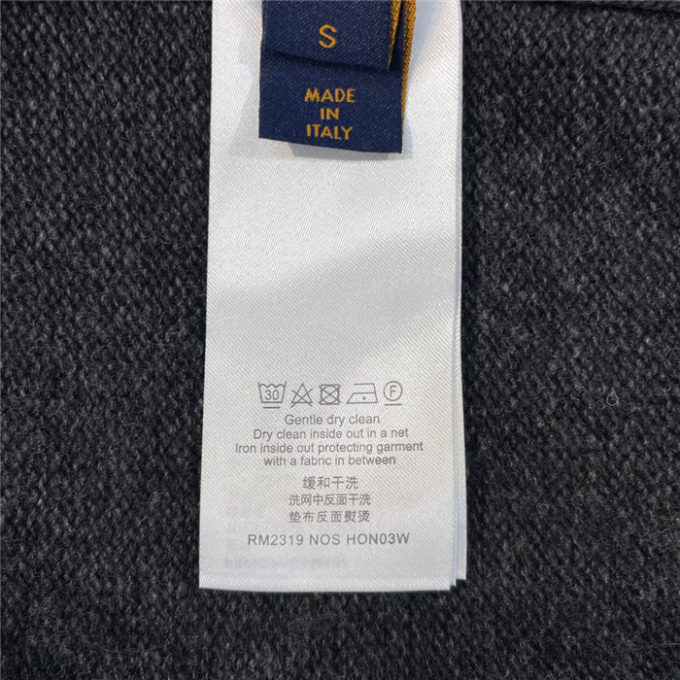 S
MADE
IN
ITALY
30 F
Gentle dry clean
Dry clean inside out in a net
Iron inside out protecting garment
with a fabric in between
缓和干洗
洗网中反面干洗
垫布反面熨烫
RM2319 NOS HON03W